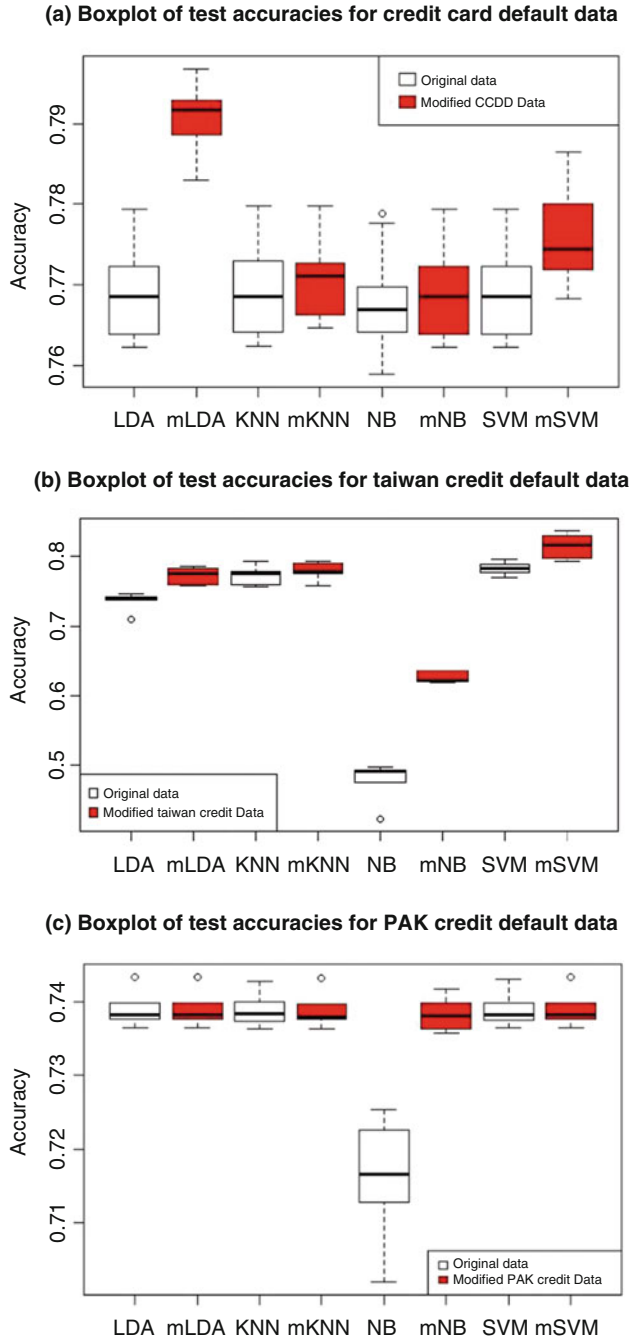 (a) Boxplot of test accuracies for credit card default data
Original data
Modified CCDD Data
Accuracy
0.79
0.78
0.77
0.76
LDA mLDA KNN mKNN NB mNB SVM mSVM
(b) Boxplot of test accuracies for taiwan credit default data
Accuracy
0.8
0.7
0.6
0.5
Original data
Modified taiwan credit Data
LDA mLDA KNN mKNN NB mNB SVM mSVM
(c) Boxplot of test accuracies for PAK credit default data
Accuracy
0.74
0.73
0.72
0.71
Original data
Modified PAK credit Data
LDA mLDA KNN mKNN NB mNB SVM mSVM